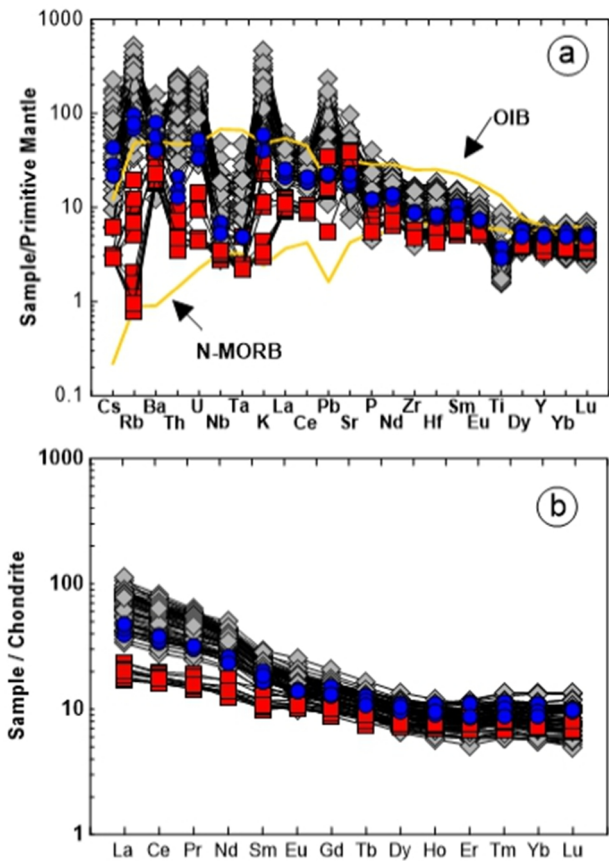 1000
a
OIB
100
Sample/Primitive Mantle
10
1
N-MORB
0.1
Cs Ba U Ta La Pb P Zr Sm Ti Y Lu
Rb Th Nb K Ce Sr Nd Hf Eu Dy Yb
1000
b
100
Sample / Chondrite
10
1
La Ce Pr Nd Sm Eu Gd Tb Dy Ho Er Tm Yb Lu